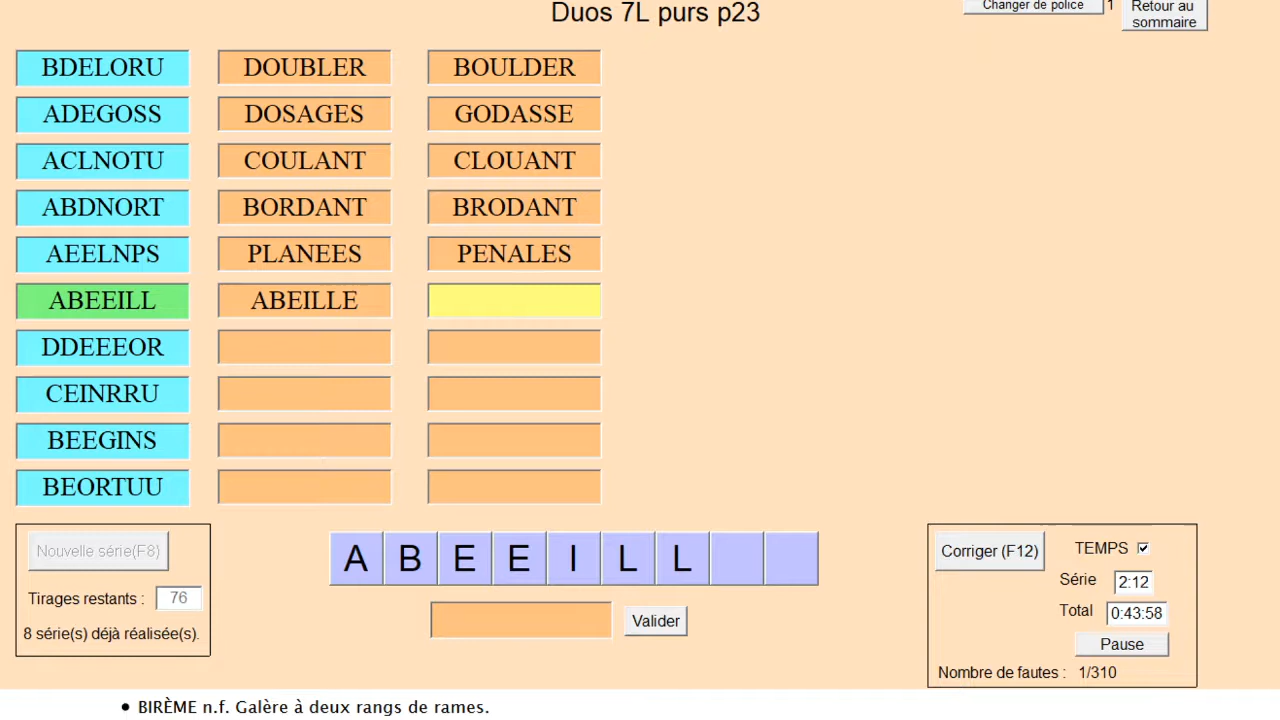 Duos 7L purs p23
Changer de police 1
Retour au sommaire
BDELORU DOUBLER BOULDER
ADEGOSS DOSAGES GODASSE
ACLNOTU COULANT CLOUANT
ABDNORT BORDANT BRODANT
AEELNPS PLANEES PENALES
ABEEILL ABEILLE
DDEEEOR
CEINRRU
BEEGINS
BEORTUU
Nouvelle série(F8)
Tirages restants : 76
8 série(s) déjà réalisée(s).
A B E E I L L
Valider
Corriger (F12)
TEMPS
Série 2:12
Total 0:43:58
Pause
Nombre de fautes : 1/310
• BIRÈME n.f. Galère à deux rangs de rames.